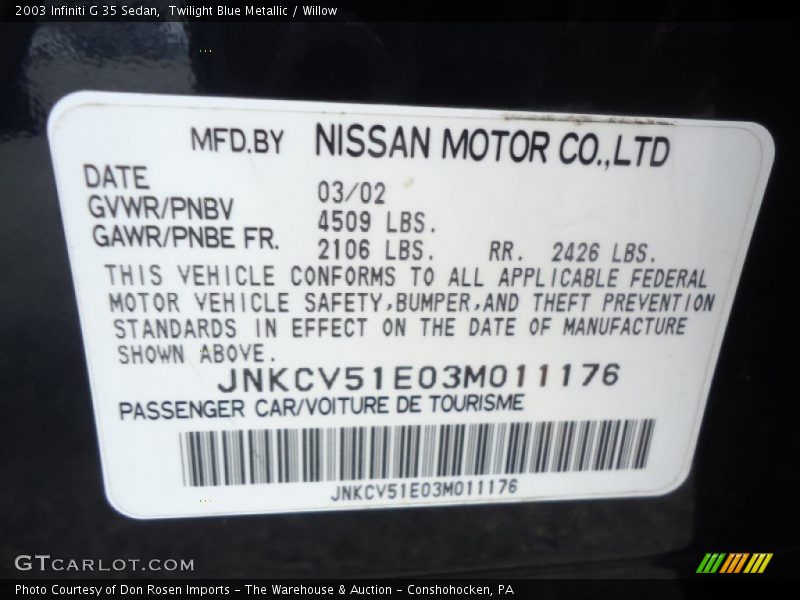 2003 Infiniti G 35 Sedan,  Twilight Blue Metallic / Willow
MFD.BY NISSAN MOTOR CO.,LTD
DATE 03/02
GVWR/PNBV 4509 LBS.
GAWR/PNBE FR. 2106 LBS. RR. 2426 LBS.
THIS VEHICLE CONFORMS TO ALL APPLICABLE FEDERAL
MOTOR VEHICLE SAFETY,BUMPER,AND THEFT PREVENTION
STANDARDS IN EFFECT ON THE DATE OF MANUFACTURE
SHOWN ABOVE.
JNKCV51E03M011176
PASSENGER CAR/VOITURE DE TOURISME
JNKCV51E03M011176
GTCARLOT.COM
Photo Courtesy of Don Rosen Imports - The Warehouse & Auction - Conshohocken, PA